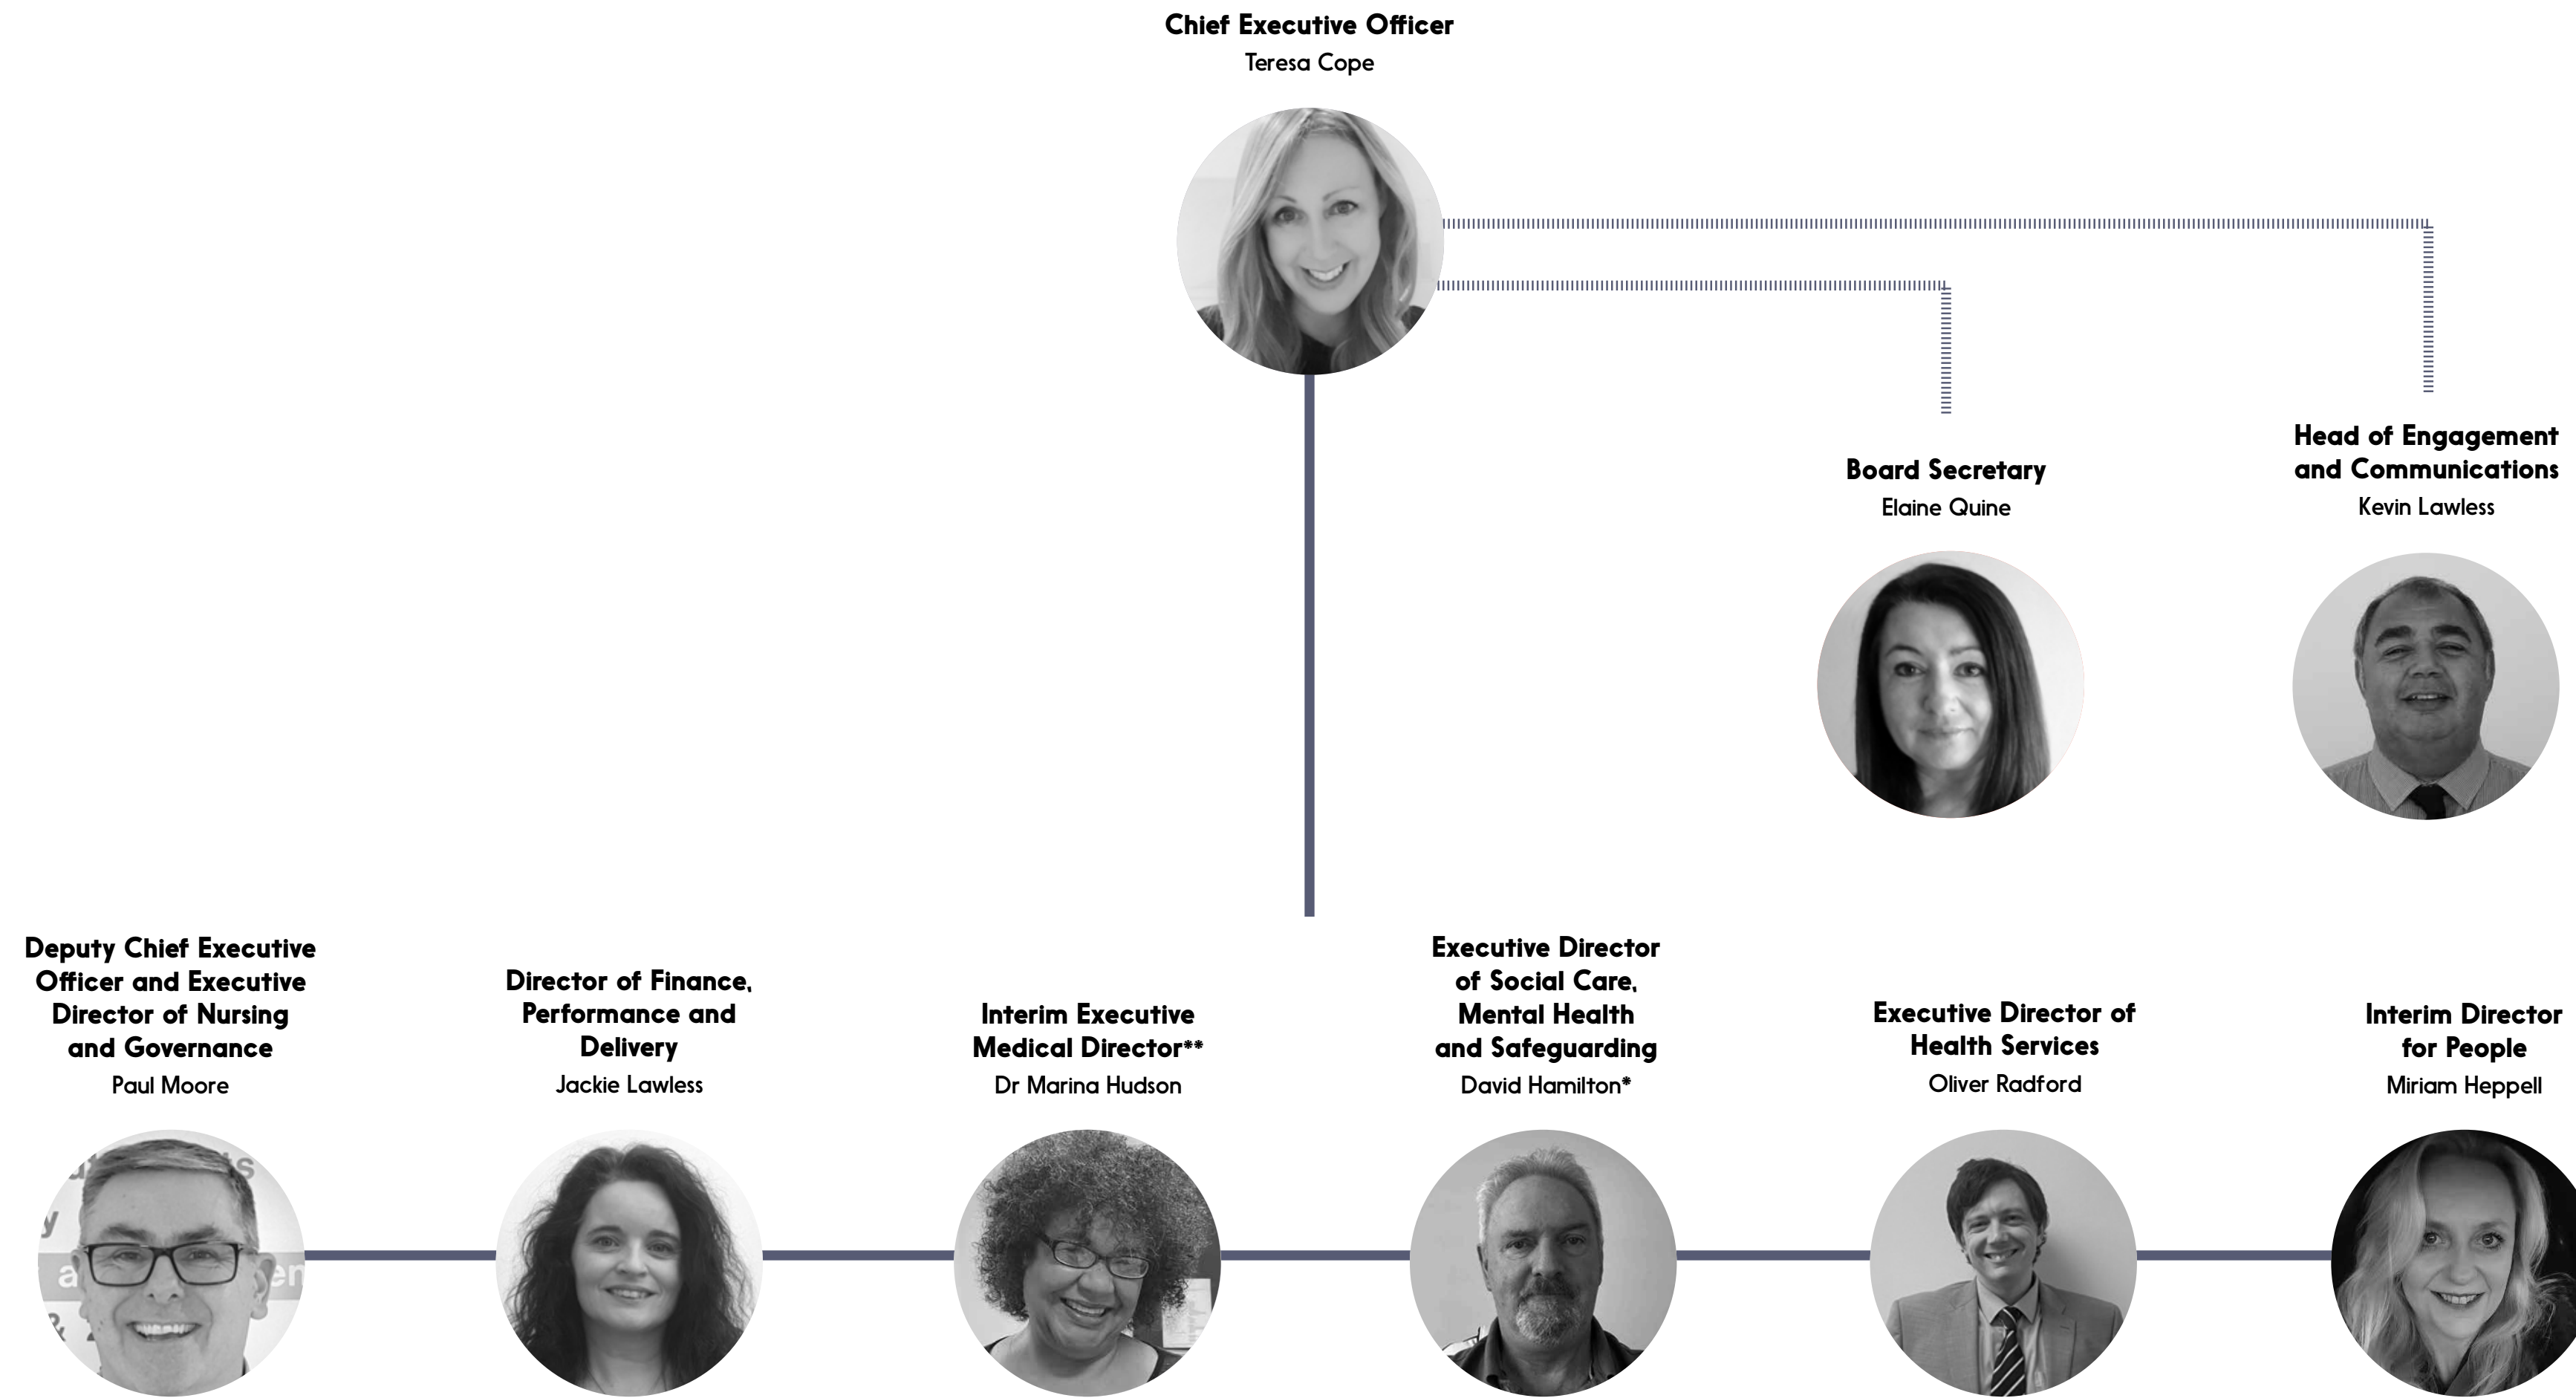 Chief Executive Officer
Teresa Cope
Board Secretary
Elaine Quine
Head of Engagement
and Communications
Kevin Lawless
Deputy Chief Executive
Officer and Executive
Director of Nursing
and Governance
Paul Moore
Director of Finance,
Performance and
Delivery
Jackie Lawless
Interim Executive
Medical Director**
Dr Marina Hudson
Executive Director
of Social Care,
Mental Health
and Safeguarding
David Hamilton*
Executive Director of
Health Services
Oliver Radford
Interim Director
for People
Miriam Heppell